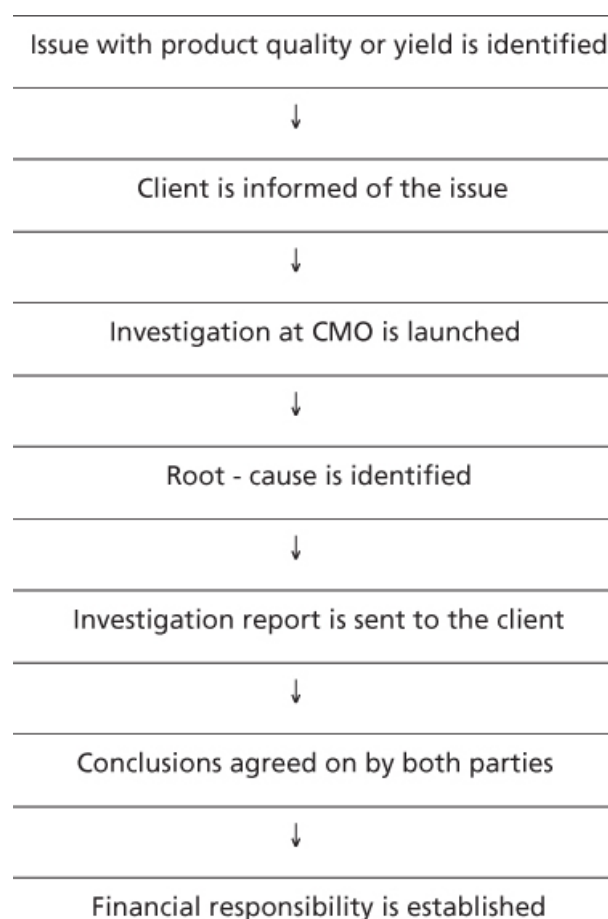 Issue with product quality or yield is identified
↓
Client is informed of the issue
↓
Investigation at CMO is launched
↓
Root - cause is identified
↓
Investigation report is sent to the client
↓
Conclusions agreed on by both parties
↓
Financial responsibility is established